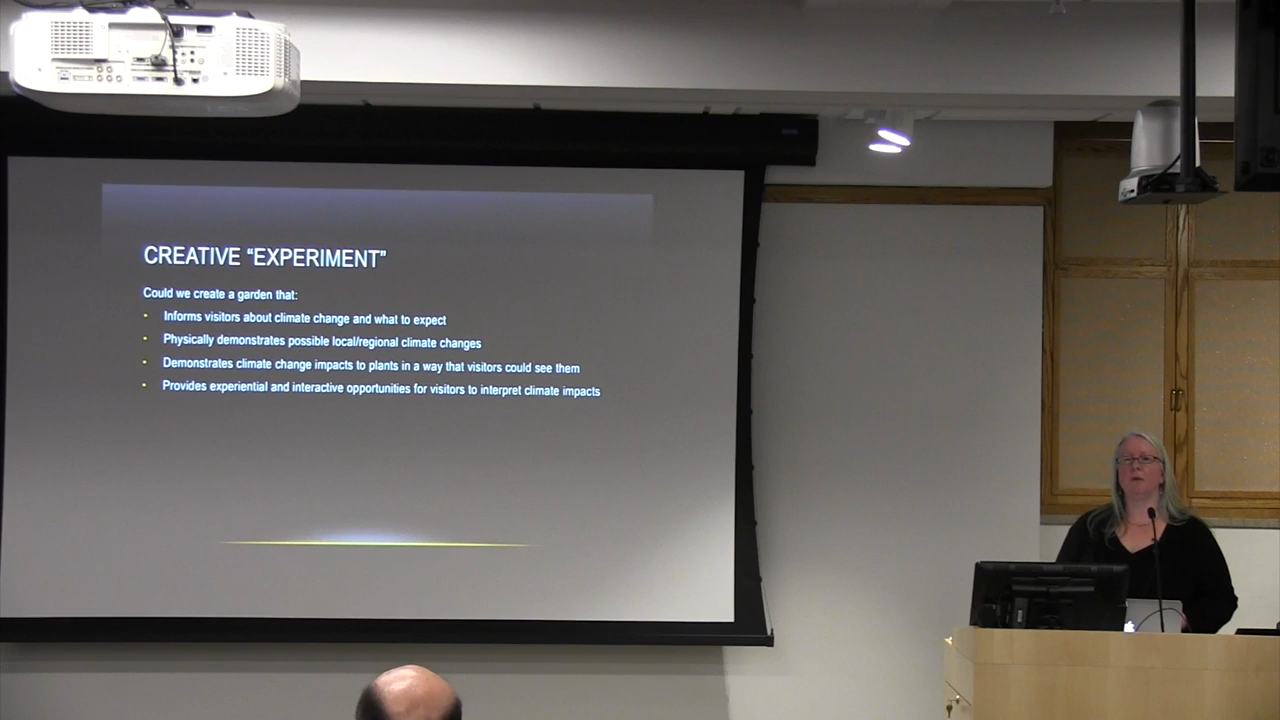 CREATIVE “EXPERIMENT”
Could we create a garden that:
• Informs visitors about climate change and what to expect
• Physically demonstrates possible local/regional climate changes
• Demonstrates climate change impacts to plants in a way that visitors could see them
• Provides experiential and interactive opportunities for visitors to interpret climate impacts